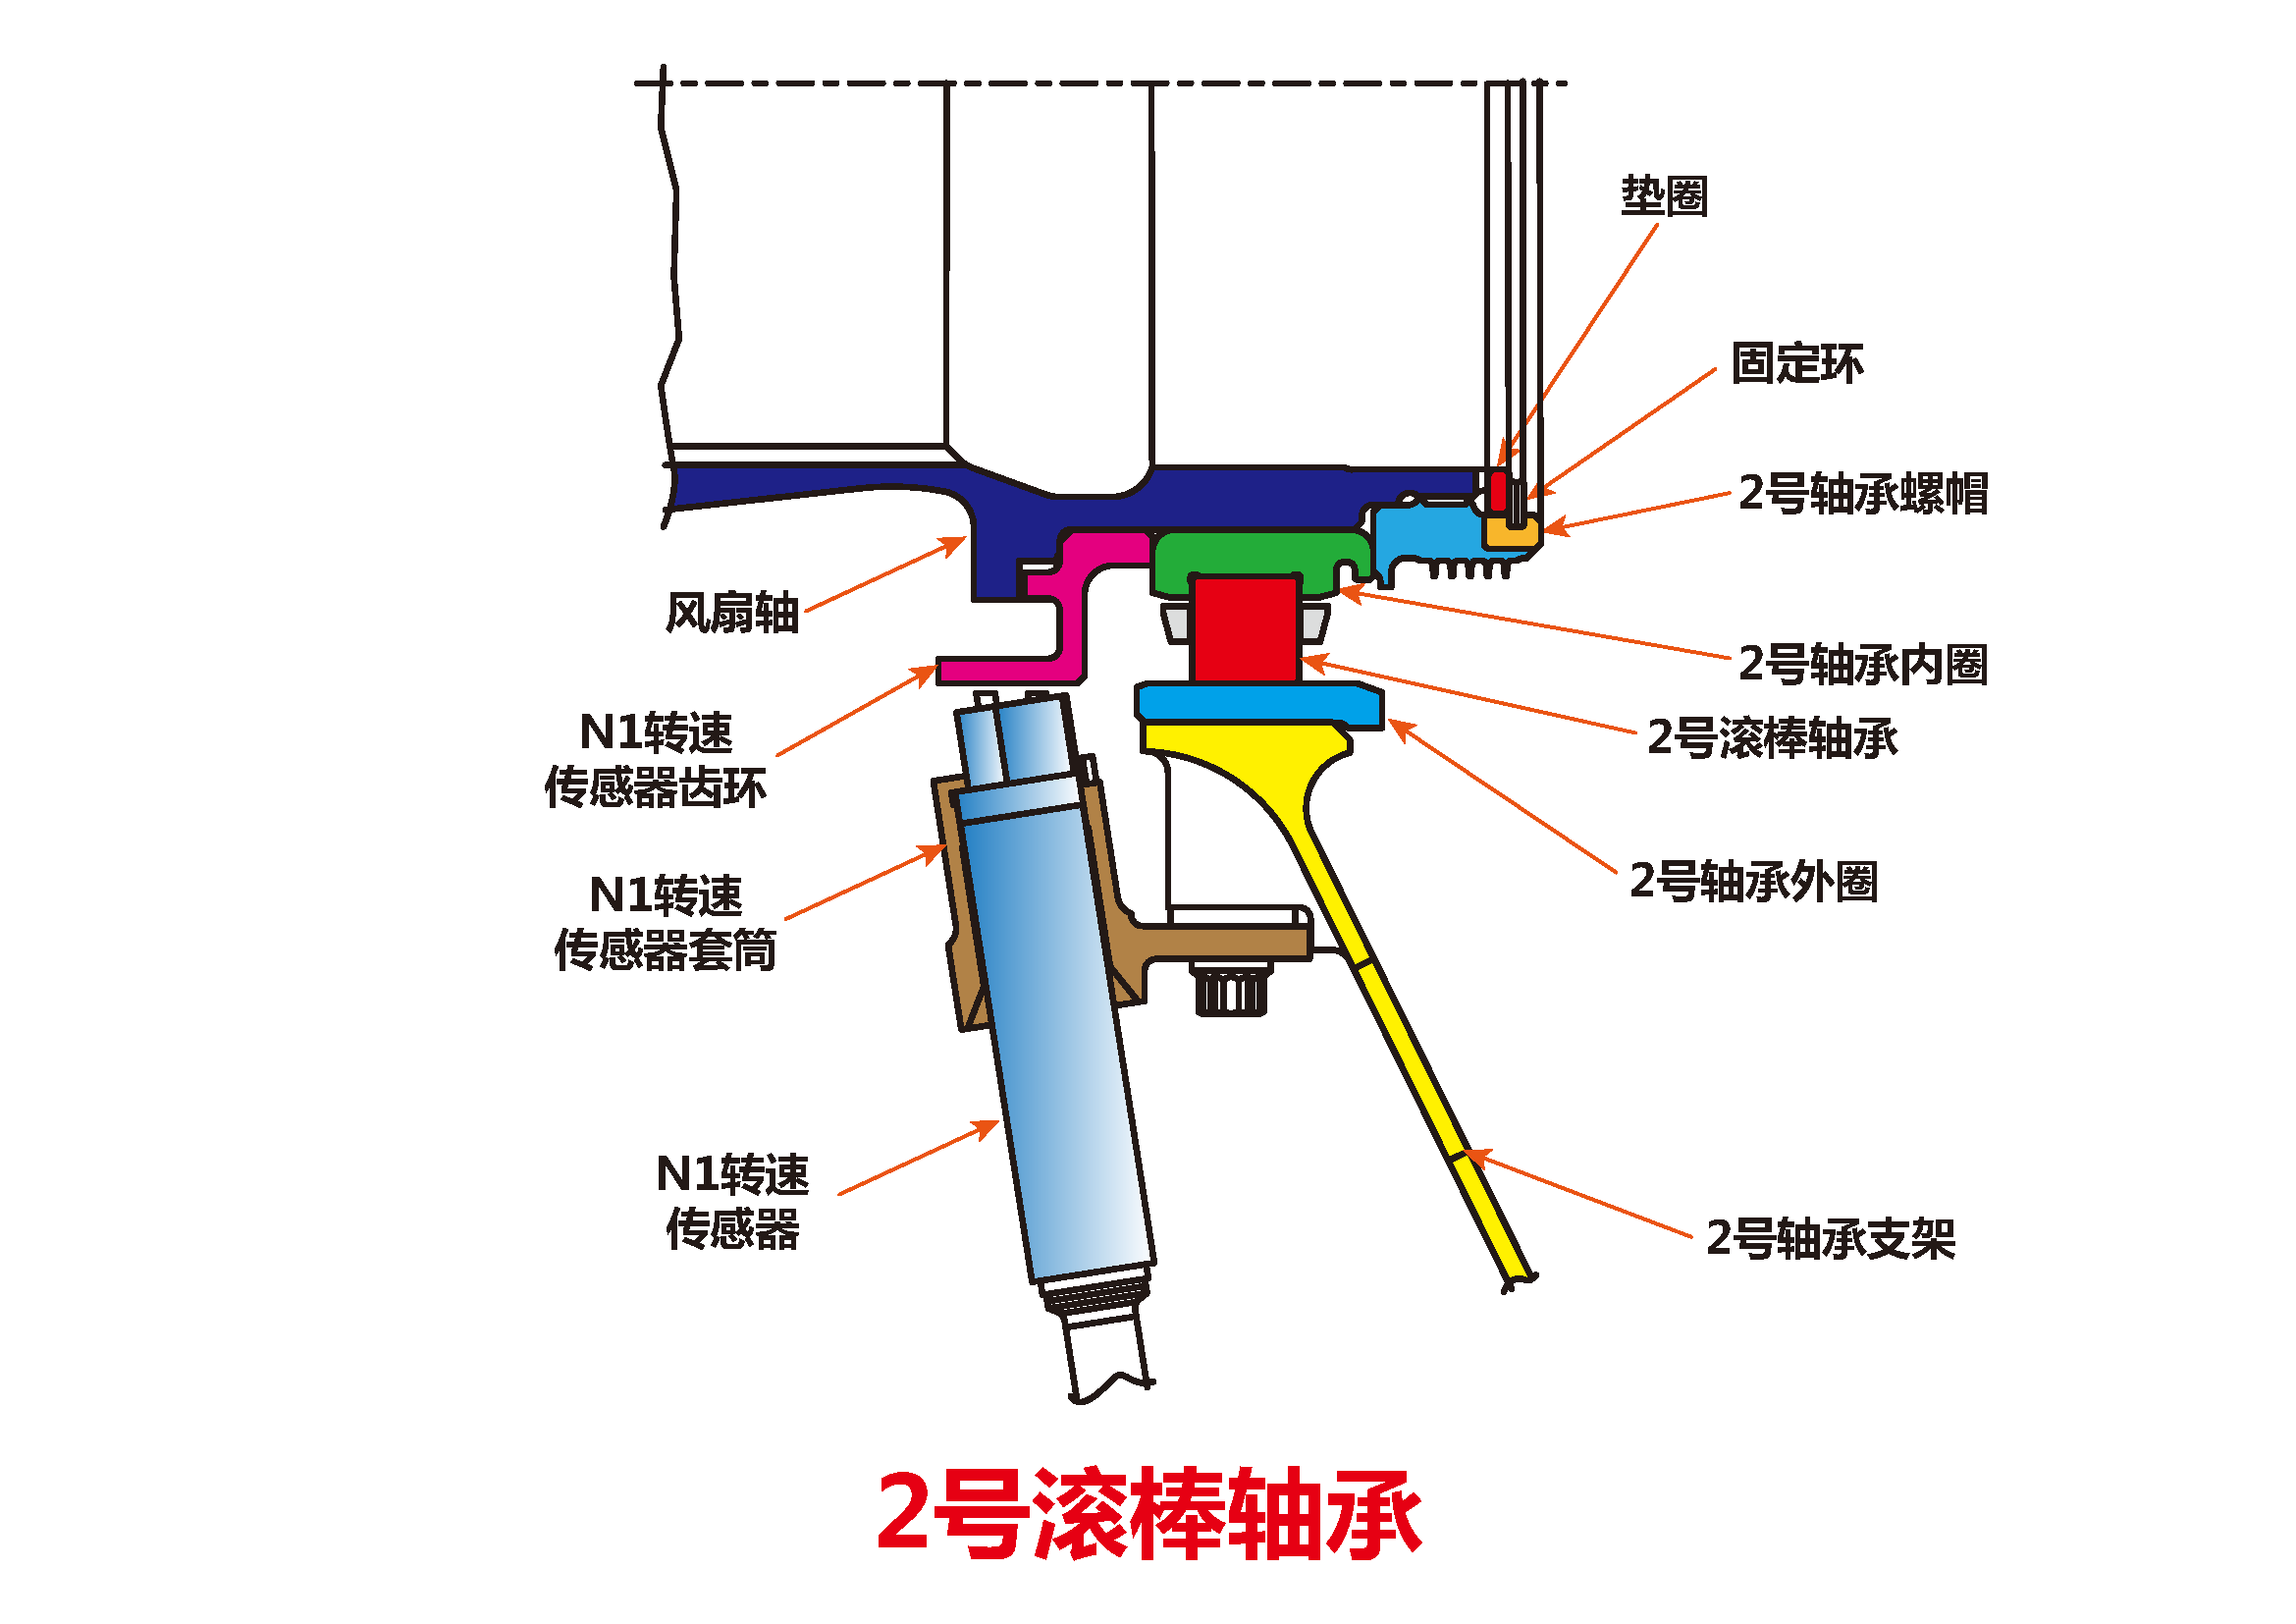 垫圈
固定环
2号轴承螺帽
风扇轴
2号轴承内圈
N1转速
传感器齿环
2号滚棒轴承
N1转速
传感器套筒
2号轴承外圈
N1转速
传感器
2号轴承支架
2号滚棒轴承